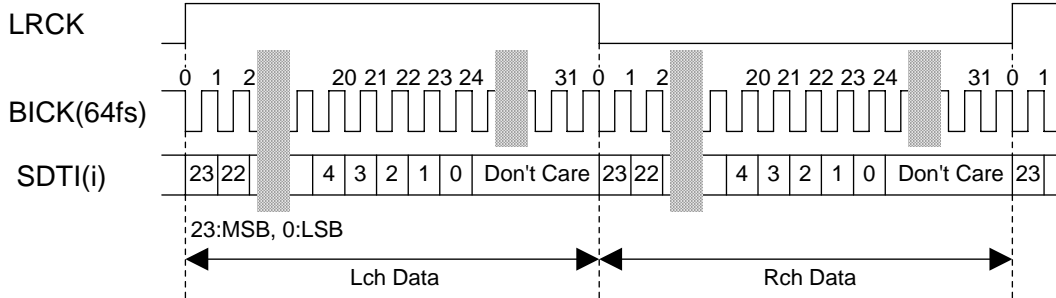 LRCK
0 1 2 20 21 22 23 24 31 0 1 2 20 21 22 23 24 31 0 1
BICK(64fs)
SDTI(i) 23 22 4 3 2 1 0 Don't Care 23 22 4 3 2 1 0 Don't Care 23
23:MSB, 0:LSB
Lch Data Rch Data